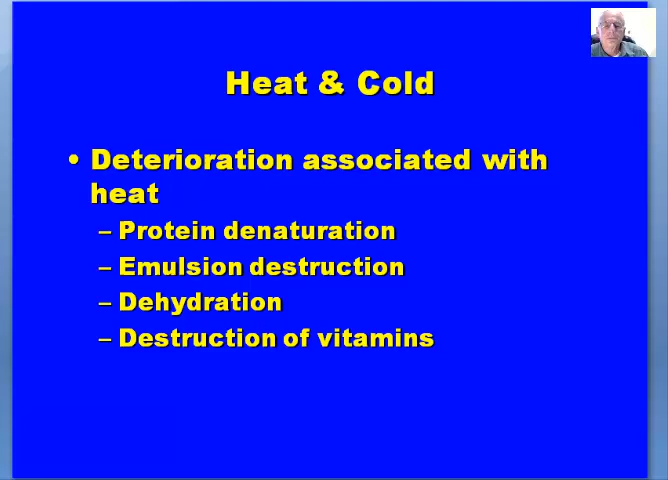 Heat & Cold
• Deterioration associated with
heat
– Protein denaturation
– Emulsion destruction
– Dehydration
– Destruction of vitamins